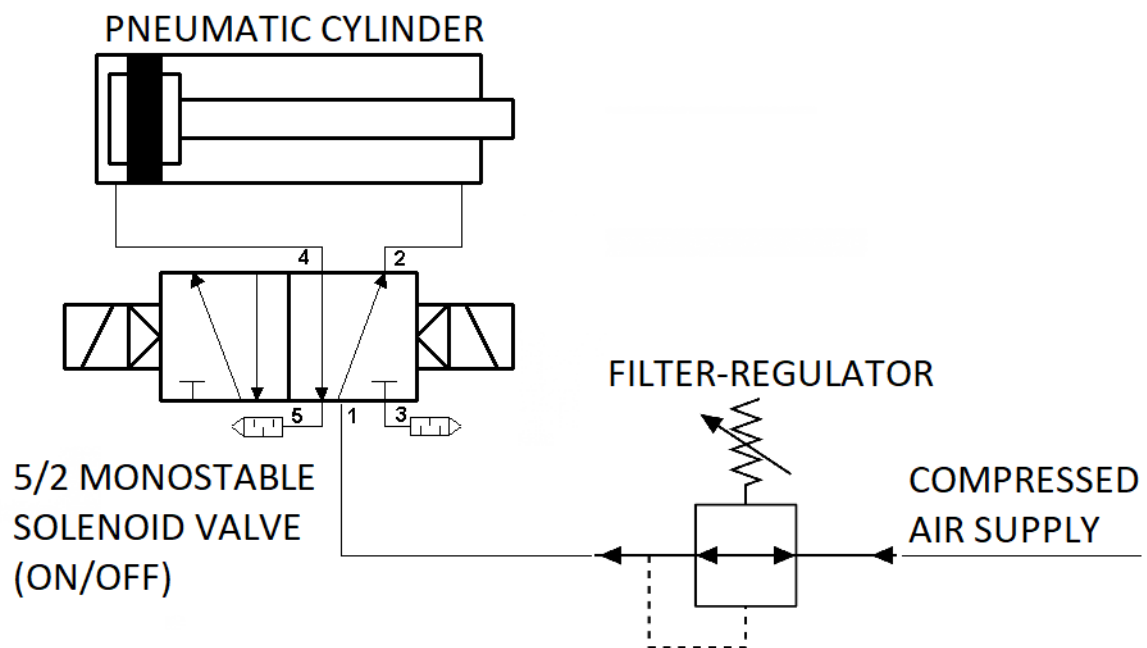 PNEUMATIC CYLINDER
4
2
5
1
3
FILTER-REGULATOR
5/2 MONOSTABLE
SOLENOID VALVE
(ON/OFF)
COMPRESSED
AIR SUPPLY